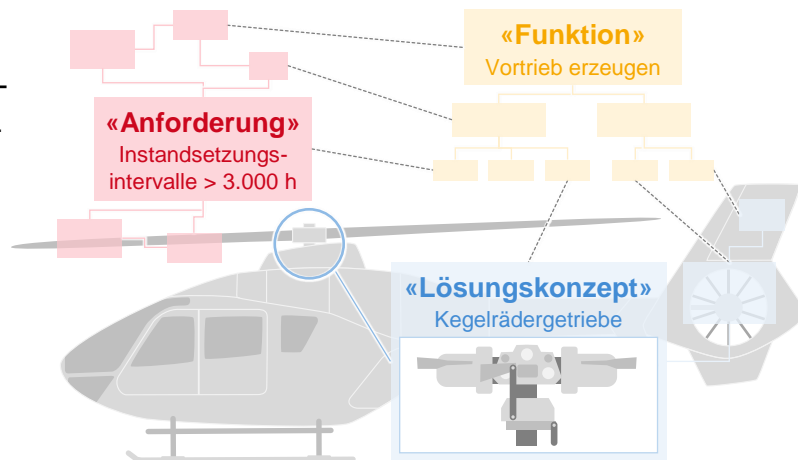 «Funktion»
Vortrieb erzeugen
«Anforderung»
Instandsetzungs-
intervalle > 3.000 h
«Lösungskonzept»
Kegelrädergetriebe